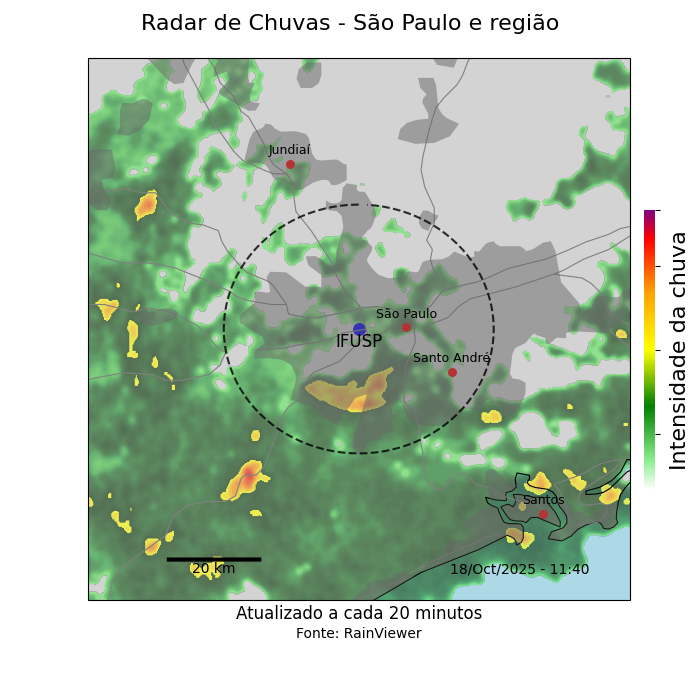 Radar de Chuvas - São Paulo e região
Jundiaí
São Paulo
IFUSP
Santo André
Santos
20 km
18/Oct/2025 - 11:40
Intensidade da chuva
Atualizado a cada 20 minutos
Fonte: RainViewer